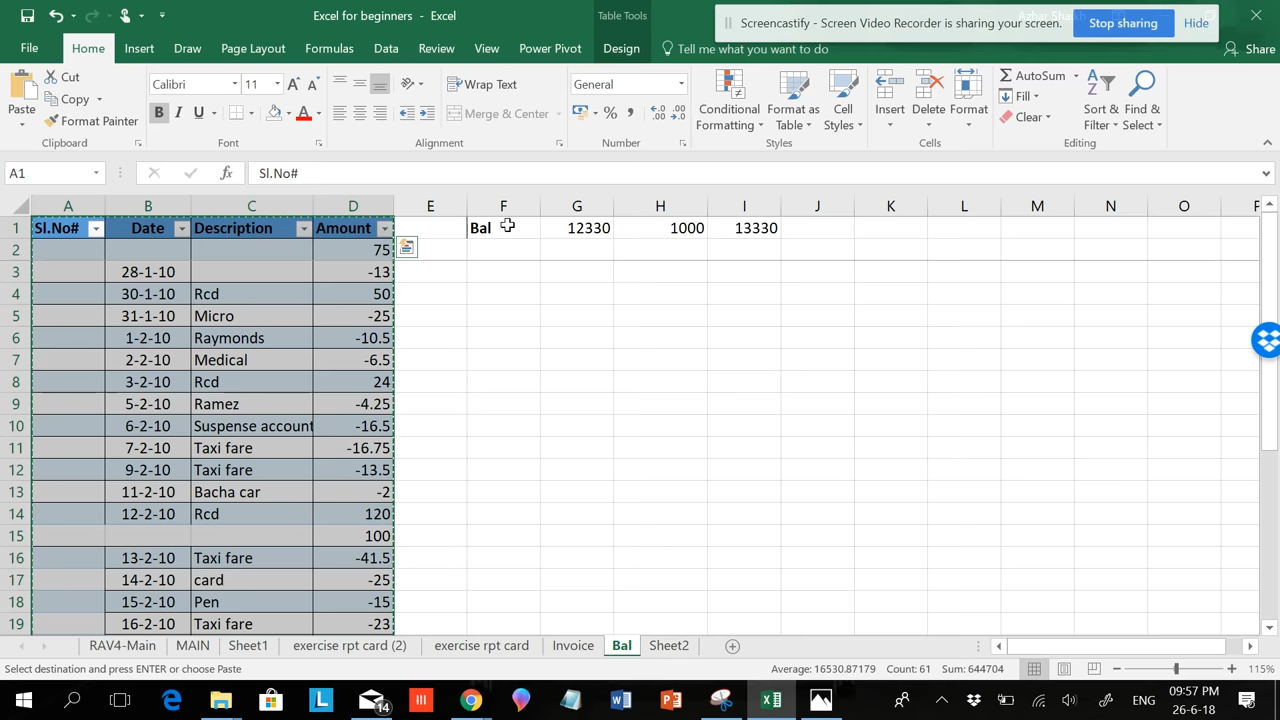 Excel for beginners - Excel
Table Tools
Screencastify - Screen Video Recorder is sharing your screen.
Stop sharing
Hide
File
Home
Insert
Draw
Page Layout
Formulas
Data
Review
View
Power Pivot
Design
Tell me what you want to do
Share
Paste
Cut
Copy
Format Painter
Clipboard
Calibri
11
B I U
Font
Wrap Text
Merge & Center
Alignment
General
% ,
Number
Conditional Formatting
Format as Table
Cell Styles
Styles
Insert
Delete
Format
Cells
AutoSum
Fill
Clear
Sort & Filter
Find & Select
Editing
A1
fx
Sl.No#
A B C D E F G H I J K L M N O P
1 Sl.No# Date Description Amount Bal 12330 1000 13330
2 75
3 28-1-10 -13
4 30-1-10 Rcd 50
5 31-1-10 Micro -25
6 1-2-10 Raymonds -10.5
7 2-2-10 Medical -6.5
8 3-2-10 Rcd 24
9 5-2-10 Ramez -4.25
10 6-2-10 Suspense account -16.5
11 7-2-10 Taxi fare -16.75
12 9-2-10 Taxi fare -13.5
13 11-2-10 Bacha car -2
14 12-2-10 Rcd 120
15 100
16 13-2-10 Taxi fare -41.5
17 14-2-10 card -25
18 15-2-10 Pen -15
19 16-2-10 Taxi fare -23
RAV4-Main
MAIN
Sheet1
exercise rpt card (2)
exercise rpt card
Invoice
Bal
Sheet2
Select destination and press ENTER or choose Paste
Average: 16530.87179
Count: 61
Sum: 644704
115%
L
14
ENG
09:57 PM
26-6-18